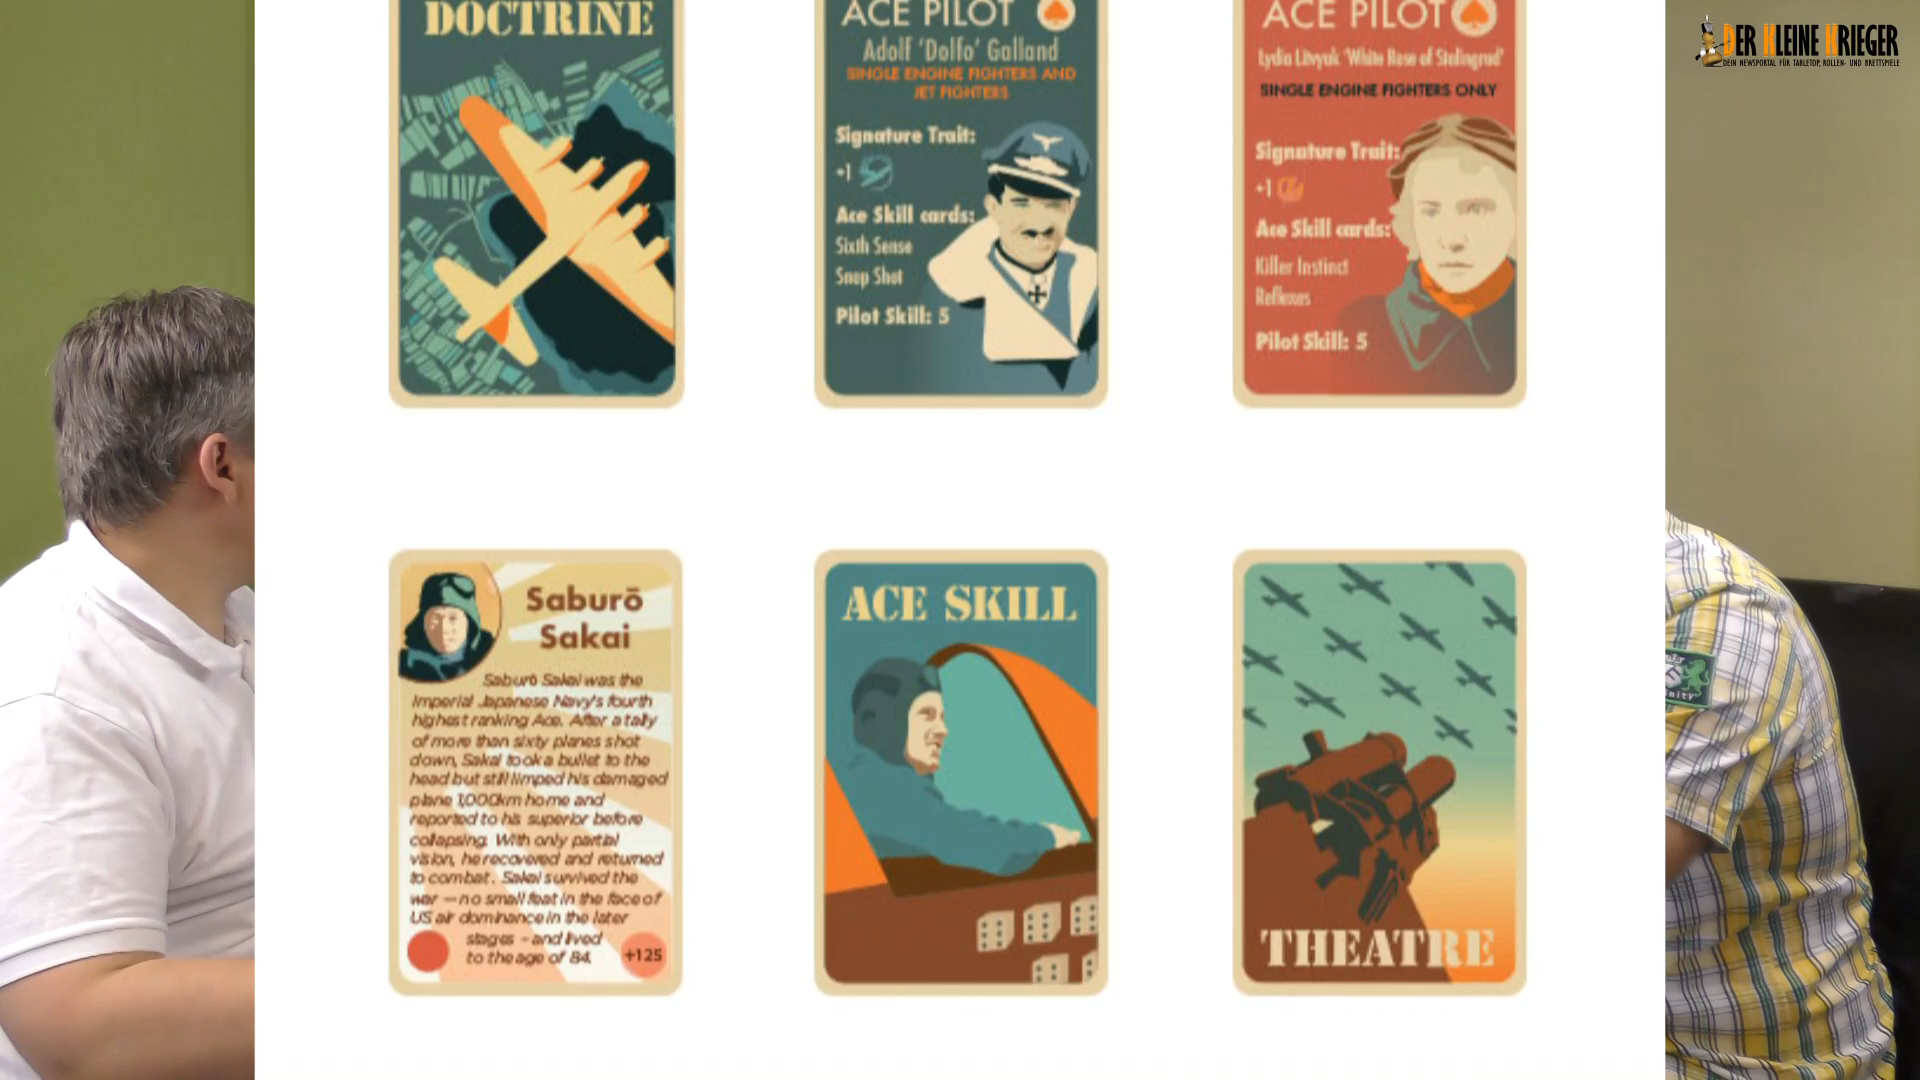 DOCTRINE
ACE PILOT
Adolf 'Dolfo' Galland
SINGLE ENGINE FIGHTERS AND
JET FIGHTERS
Signature Trait:
+1
Ace Skill cards:
Sixth Sense
Snap Shot
Pilot Skill: 5
ACE PILOT
Lydia Litvyak 'White Rose of Stalingrad'
SINGLE ENGINE FIGHTERS ONLY
Signature Trait:
+1
Ace Skill cards:
Killer Instinct
Reflexes
Pilot Skill: 5
DER KLEINE KRIEGER
DEIN NEWSPORTAL FÜR TABLETOP, ROLLEN- UND BRETTSPIELE
Saburō
Sakai
Saburō Sakai was the
Imperial Japanese Navy's fourth
highest ranking Ace. After a tally
of more than sixty planes shot
down, Sakai took a bullet to the
head but still limped his damaged
plane 1,000km home and
reported to his superior before
collapsing. With only partial
vision, he recovered and returned
to combat. Sakai survived the
war – no small feat in the face of
US air dominance in the later
stages – and lived
to the age of 84.
+125
ACE SKILL
THEATRE